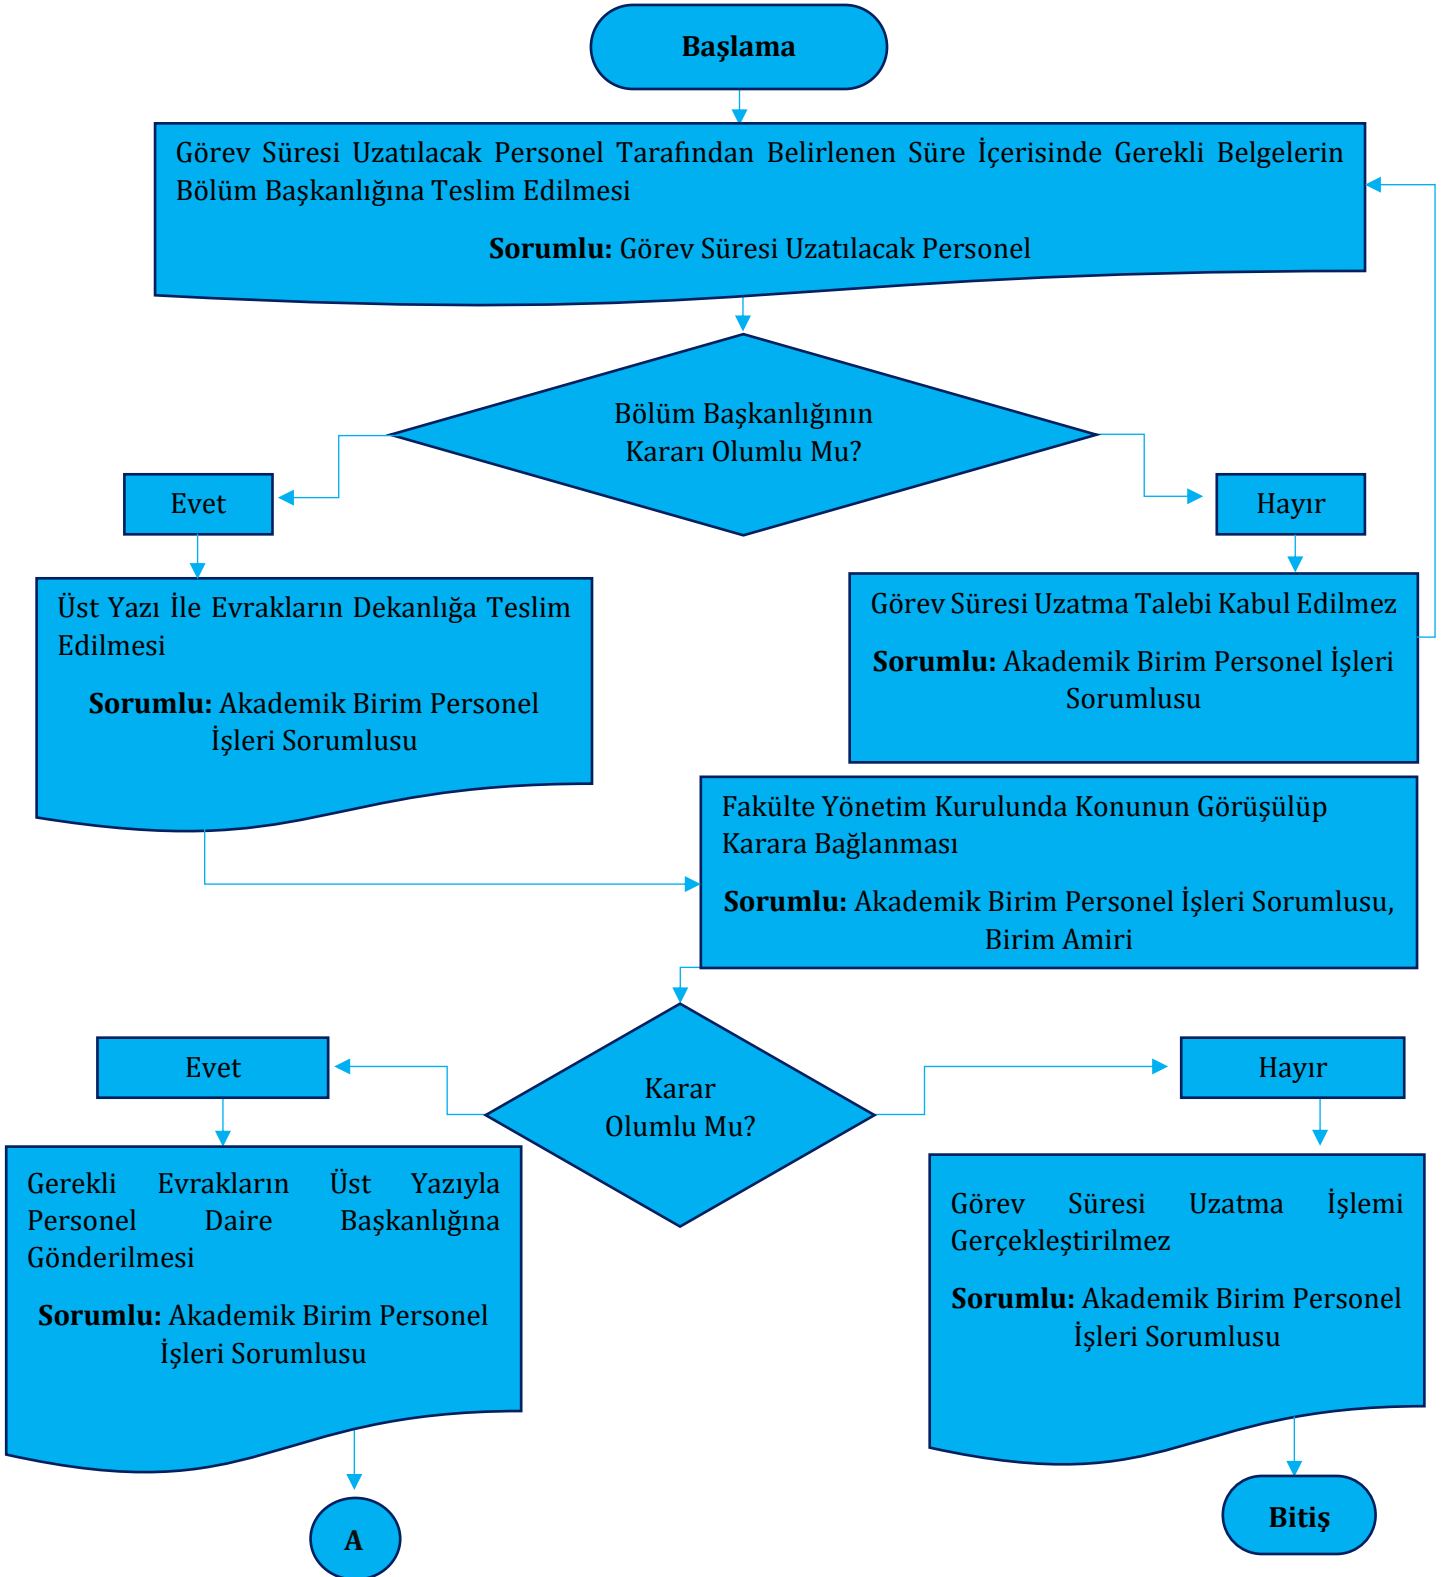 Başlama
Görev Süresi Uzatılacak Personel Tarafından Belirlenen Süre İçerisinde Gerekli Belgelerin
Bölüm Başkanlığına Teslim Edilmesi
Sorumlu: Görev Süresi Uzatılacak Personel
Bölüm Başkanlığının
Kararı Olumlu Mu?
Evet
Hayır
Üst Yazı İle Evrakların Dekanlığa Teslim
Edilmesi
Sorumlu: Akademik Birim Personel
İşleri Sorumlusu
Görev Süresi Uzatma Talebi Kabul Edilmez
Sorumlu: Akademik Birim Personel İşleri
Sorumlusu
Fakülte Yönetim Kurulunda Konunun Görüşülüp
Karara Bağlanması
Sorumlu: Akademik Birim Personel İşleri Sorumlusu,
Birim Amiri
Karar
Olumlu Mu?
Evet
Hayır
Gerekli Evrakların Üst Yazıyla
Personel Daire Başkanlığına
Gönderilmesi
Sorumlu: Akademik Birim Personel
İşleri Sorumlusu
Görev Süresi Uzatma İşlemi
Gerçekleştirilmez
Sorumlu: Akademik Birim Personel
İşleri Sorumlusu
A
Bitiş